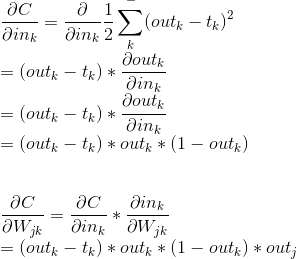 ∂C/∂in_k = ∂/∂in_k 1/2 ∑_k (out_k − t_k)^2
= (out_k − t_k) * ∂out_k/∂in_k
= (out_k − t_k) * ∂out_k/∂in_k
= (out_k − t_k) * out_k * (1 − out_k)
∂C/∂W_jk = ∂C/∂in_k * ∂in_k/∂W_jk
= (out_k − t_k) * out_k * (1 − out_k) * out_j